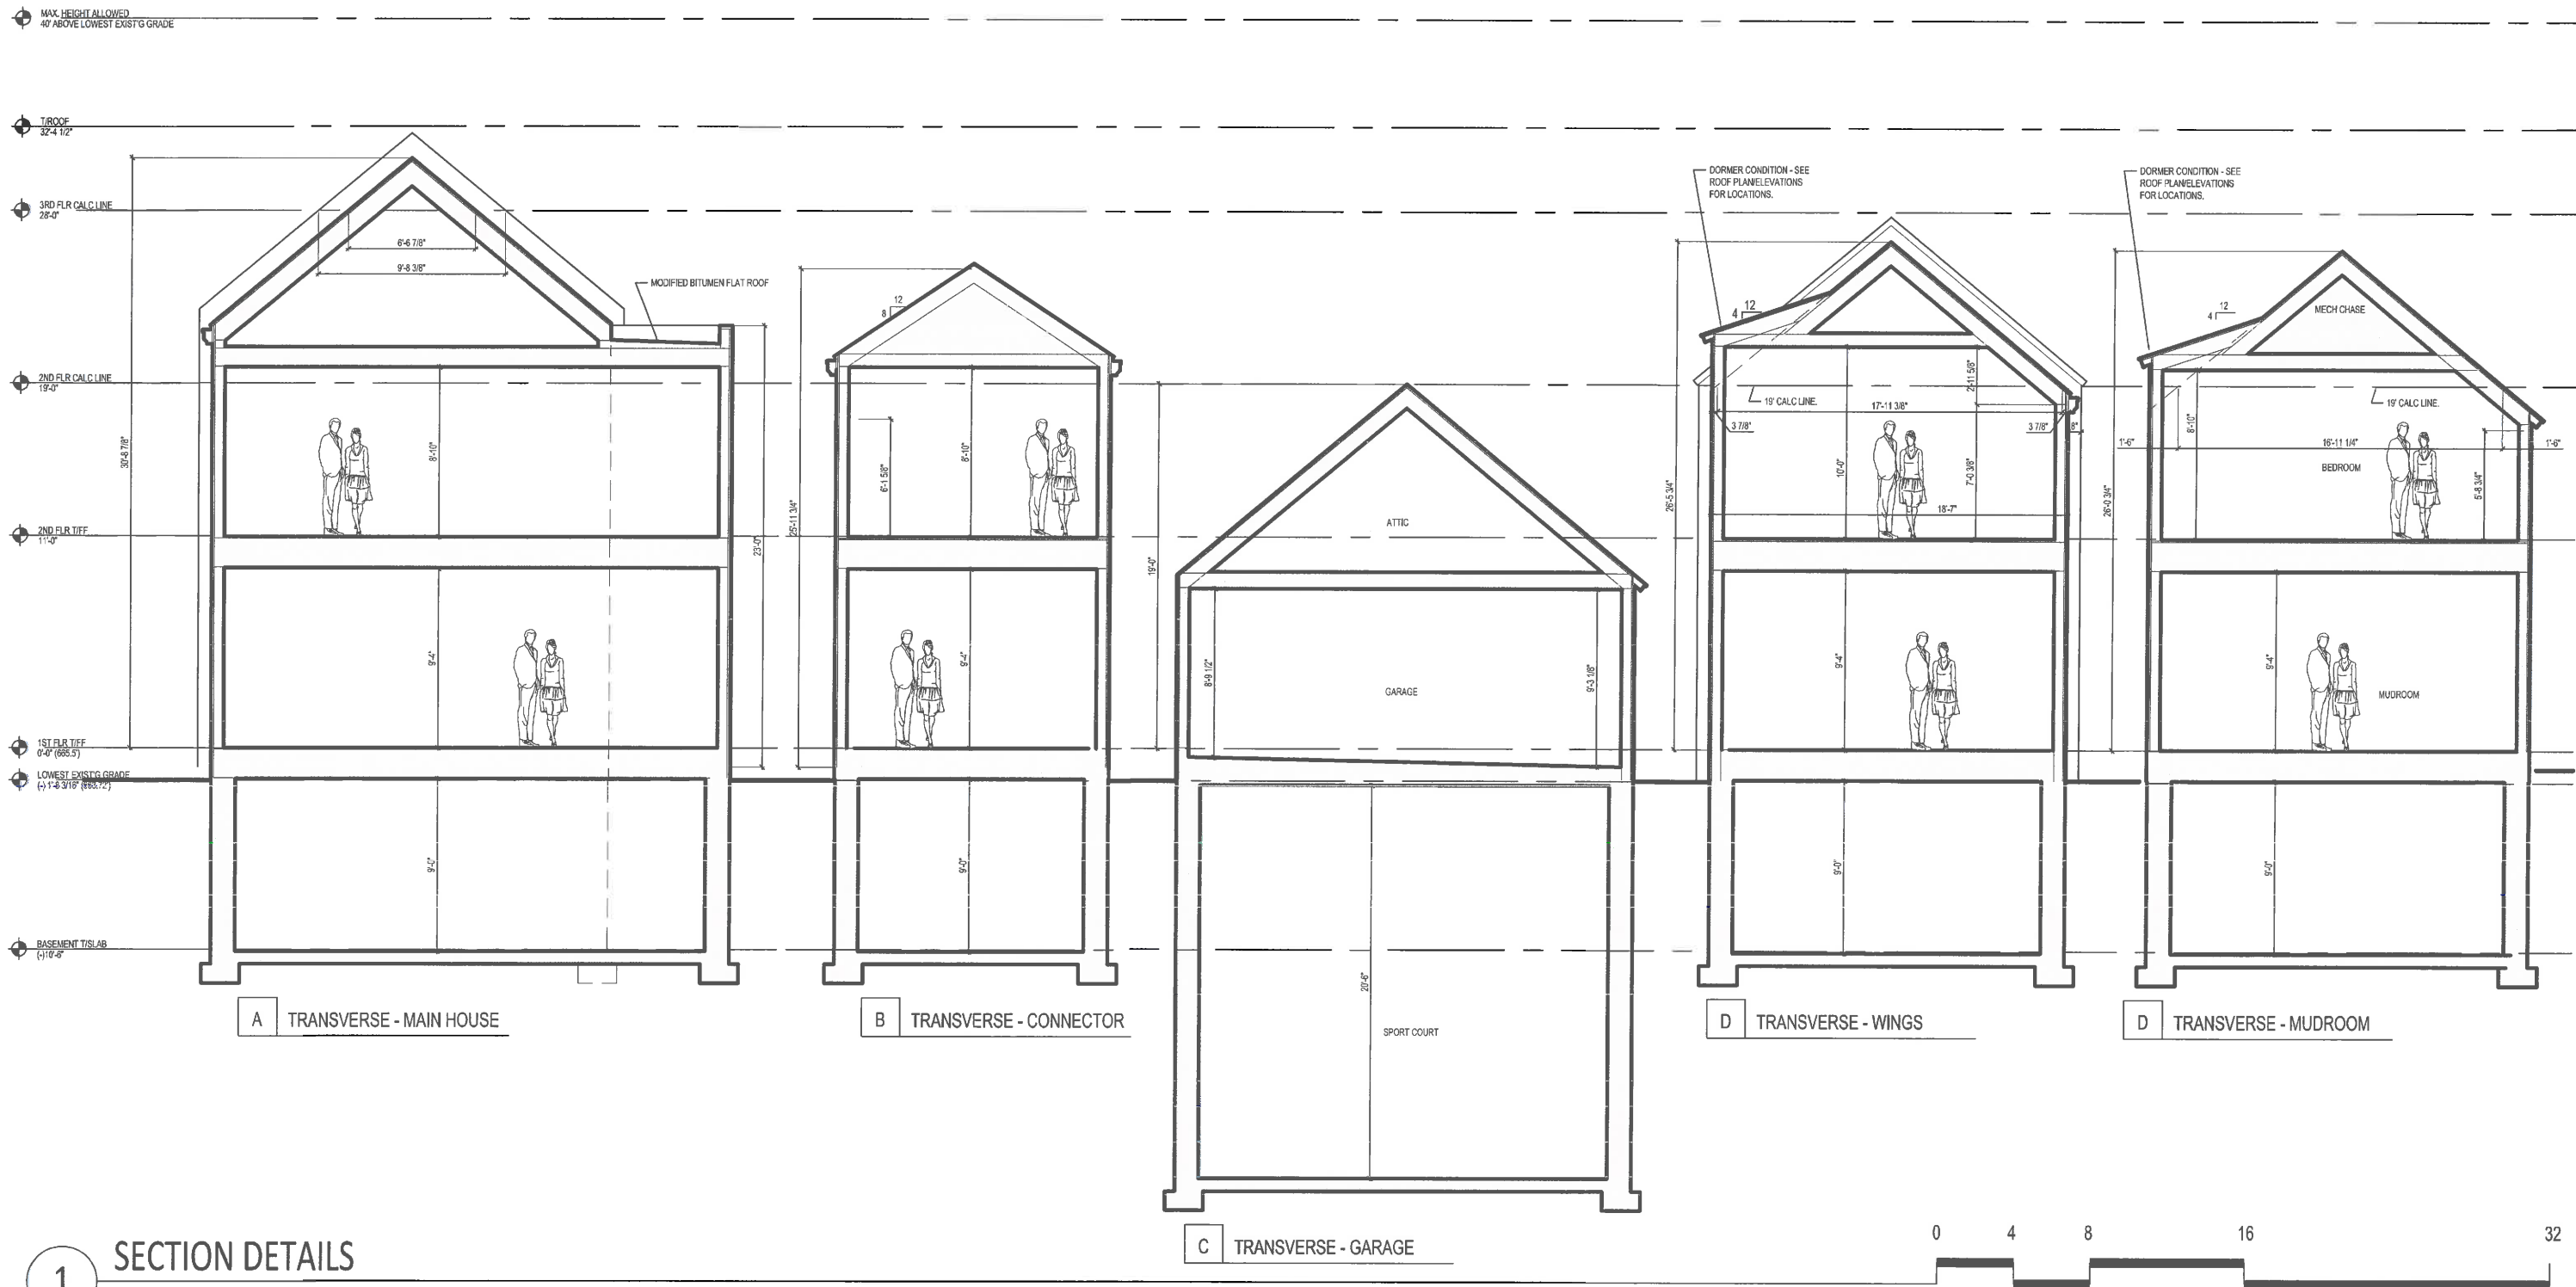 MAX. HEIGHT ALLOWED
40' ABOVE LOWEST EXIST'G GRADE
T/ROOF
32'-4 1/2"
3RD FLR CALC LINE
28'-0"
2ND FLR CALC LINE
19'-0"
2ND FLR T/FF
11'-0"
1ST FLR T/FF
0'-0" (665.5')
LOWEST EXIST'G GRADE
BASEMENT T/SLAB
(-)10'-6"
30'-8 7/8"
6'-6 7/8"
9'-8 3/8"
MODIFIED BITUMEN FLAT ROOF
8'-10"
9'-4"
9'-0"
23'-0"
A
TRANSVERSE - MAIN HOUSE
25'-11 3/4"
12
8
6'-1 5/8"
8'-10"
9'-4"
9'-0"
B
TRANSVERSE - CONNECTOR
19'-0"
ATTIC
8'-9 1/2"
GARAGE
9'-3 1/8"
20'-6"
SPORT COURT
C
TRANSVERSE - GARAGE
DORMER CONDITION - SEE
ROOF PLAN/ELEVATIONS
FOR LOCATIONS.
12
4
26'-5 3/4"
19' CALC LINE.
17'-11 3/8"
2'-11 5/8"
3 7/8"
3 7/8"
8"
10'-0"
7'-0 3/8"
18'-7"
9'-4"
9'-0"
D
TRANSVERSE - WINGS
DORMER CONDITION - SEE
ROOF PLAN/ELEVATIONS
FOR LOCATIONS.
12
4
MECH CHASE
26'-0 3/4"
19' CALC LINE.
8'-10"
1'-6"
16'-11 1/4"
1'-6"
BEDROOM
5'-8 3/4"
9'-4"
MUDROOM
9'-0"
D
TRANSVERSE - MUDROOM
1
SECTION DETAILS
0 4 8 16 32